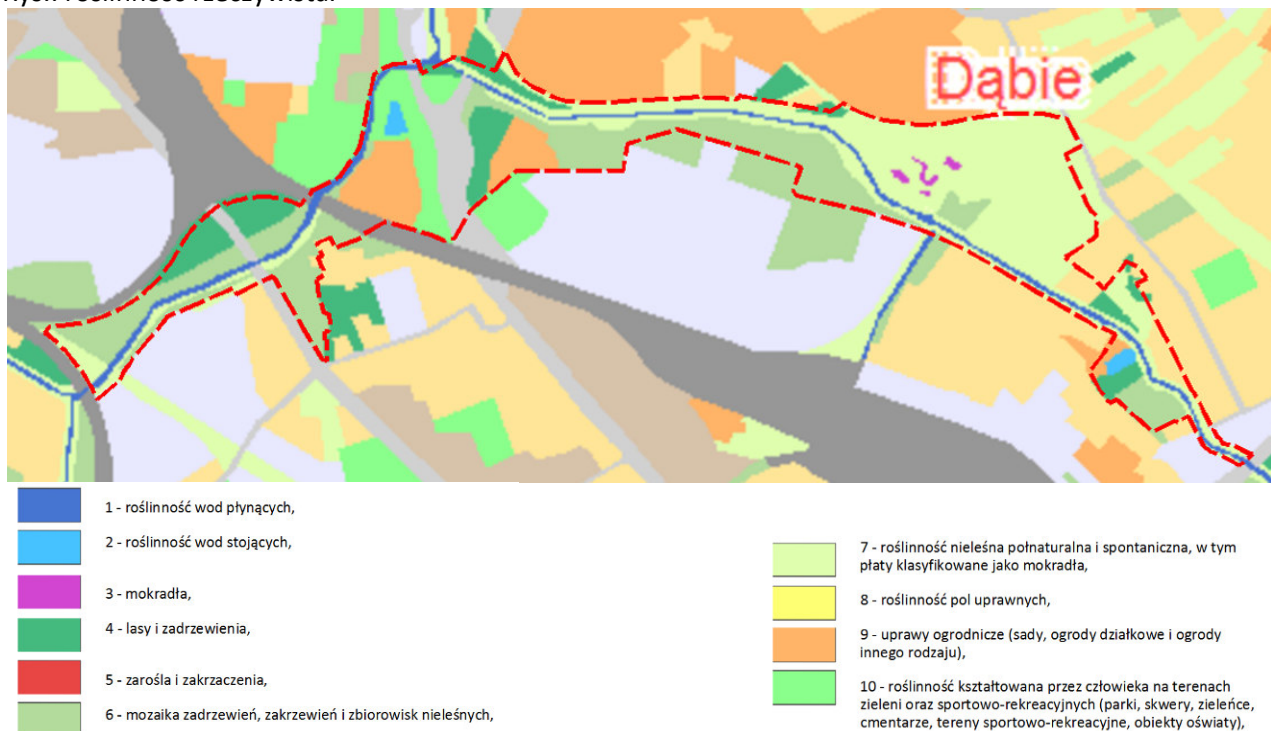 Dąbie
1 - roślinność wod płynących,
2 - roślinność wod stojących,
3 - mokradła,
4 - lasy i zadrzewienia,
5 - zarośla i zakrzaczenia,
6 - mozaika zadrzewień, zakrzewień i zbiorowisk nieleśnych,
7 - roślinność nieleśna połnaturalna i spontaniczna, w tym
płaty klasyfikowane jako mokradła,
8 - roślinność pol uprawnych,
9 - uprawy ogrodnicze (sady, ogrody działkowe i ogrody
innego rodzaju),
10 - roślinność kształtowana przez człowieka na terenach
zieleni oraz sportowo-rekreacyjnych (parki, skwery, zieleńce,
cmentarze, tereny sportowo-rekreacyjne, obiekty oświaty),